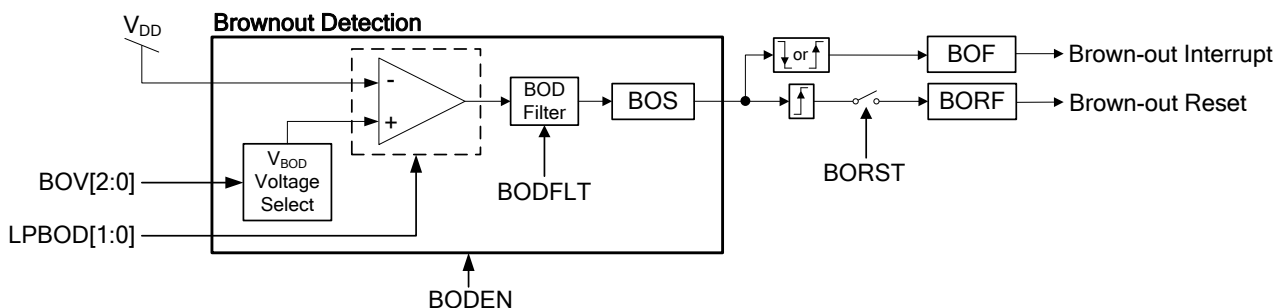 Brownout Detection
VDD
-
+
VBOD
Voltage
Select
BOD
Filter
BOS
or
BOF
Brown-out Interrupt
BORF
Brown-out Reset
BORST
BODFLT
BOV[2:0]
LPBOD[1:0]
BODEN